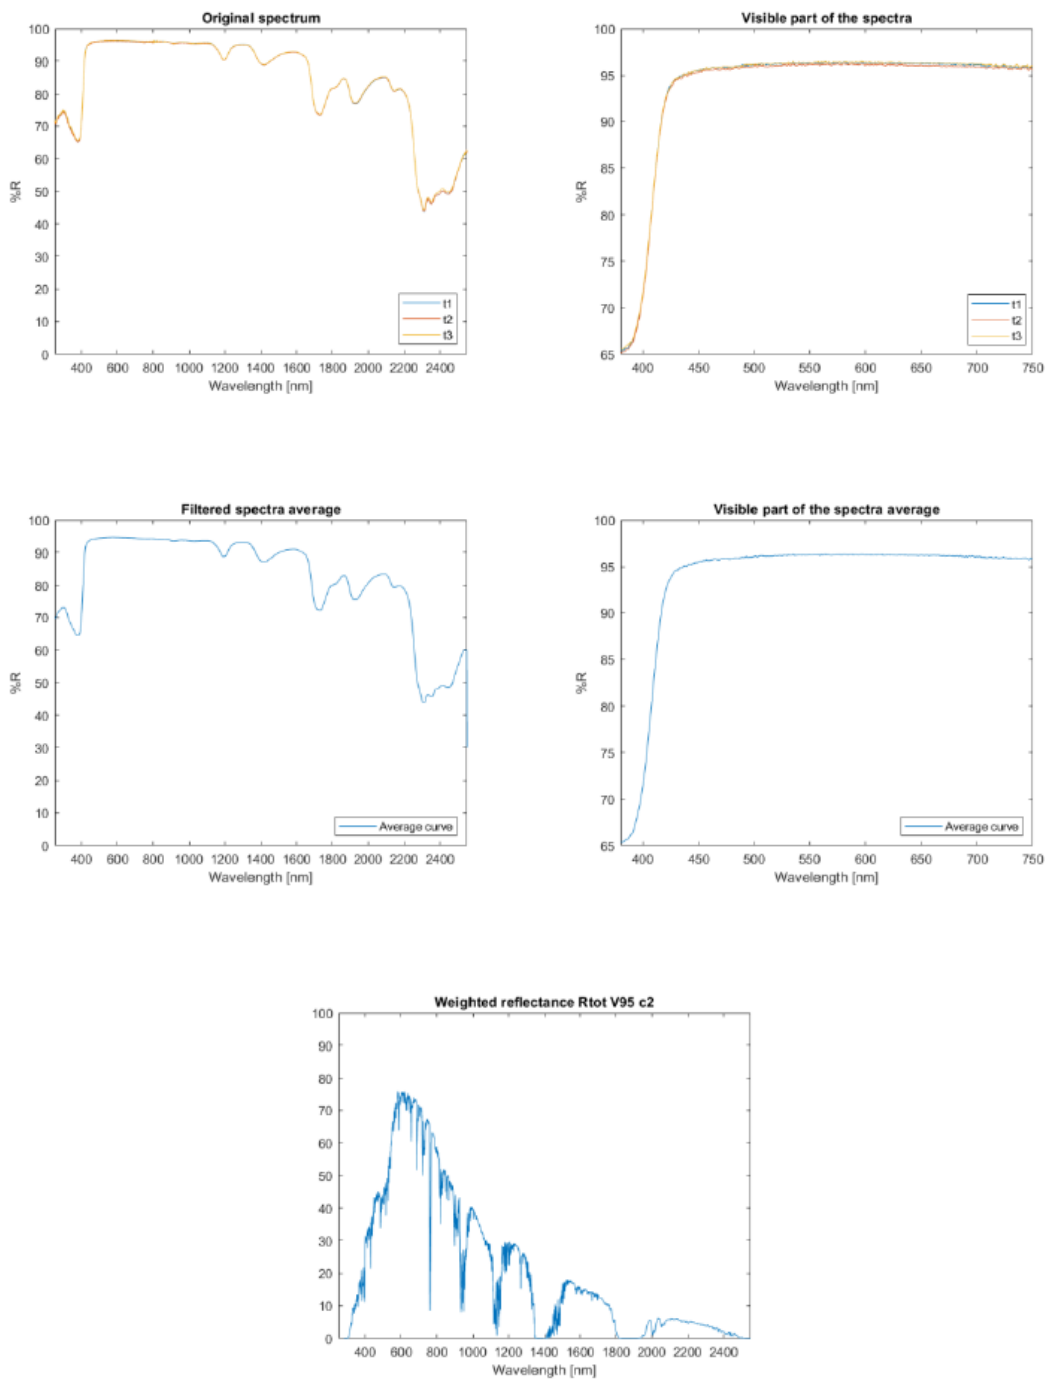 Original spectrum
100
90
80
70
60
50
40
30
20
10
0
%R
400 600 800 1000 1200 1400 1600 1800 2000 2200 2400
Wavelength [nm]
t1
t2
t3
Visible part of the spectra
100
95
90
85
80
75
70
65
%R
400 450 500 550 600 650 700 750
Wavelength [nm]
t1
t2
t3
Filtered spectra average
100
90
80
70
60
50
40
30
20
10
0
%R
400 600 800 1000 1200 1400 1600 1800 2000 2200 2400
Wavelength [nm]
Average curve
Visible part of the spectra average
100
95
90
85
80
75
70
65
%R
400 450 500 550 600 650 700 750
Wavelength [nm]
Average curve
Weighted reflectance Rtot V95 c2
100
90
80
70
60
50
40
30
20
10
0
400 600 800 1000 1200 1400 1600 1800 2000 2200 2400
Wavelength [nm]